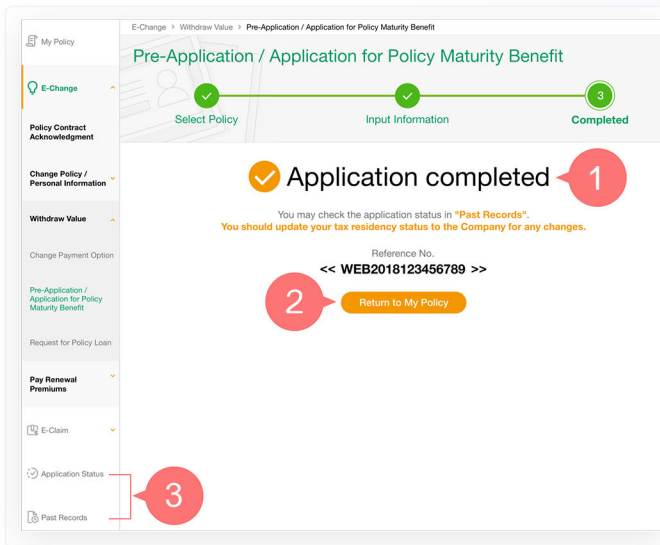 E-Change > Withdraw Value > Pre-Application / Application for Policy Maturity Benefit
My Policy
E-Change
Policy Contract
Acknowledgment
Change Policy /
Personal Information
Withdraw Value
Change Payment Option
Pre-Application /
Application for Policy
Maturity Benefit
Request for Policy Loan
Pay Renewal
Premiums
E-Claim
Application Status
Past Records
3
Pre-Application / Application for Policy Maturity Benefit
3
Select Policy
Input Information
Completed
Application completed
1
You may check the application status in "Past Records".
You should update your tax residency status to the Company for any changes.
Reference No.
<< WEB2018123456789 >>
2
Return to My Policy